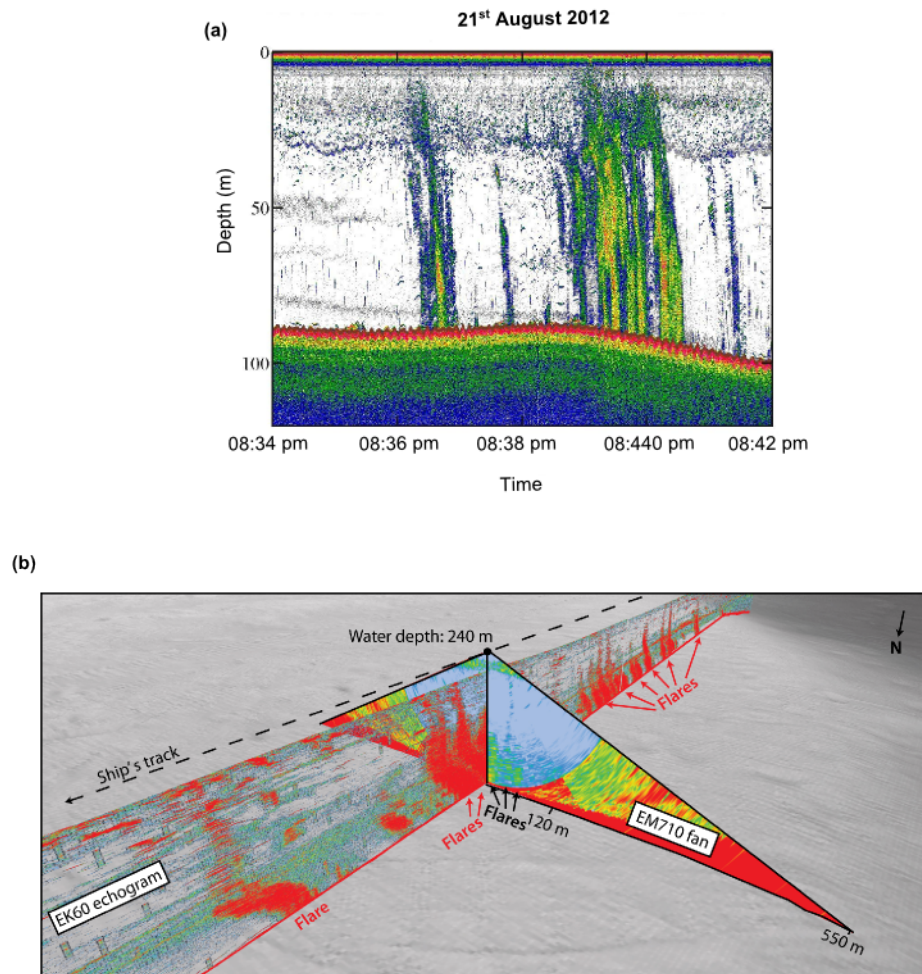 21st August 2012
(a)
0
50
100
Depth (m)
08:34 pm 08:36 pm 08:38 pm 08:440 pm 08:42 pm
Time
(b)
Water depth: 240 m
N
Flares
Ship's track
Flares
Flares
120 m
EM710 fan
EK60 echogram
Flare
550 m